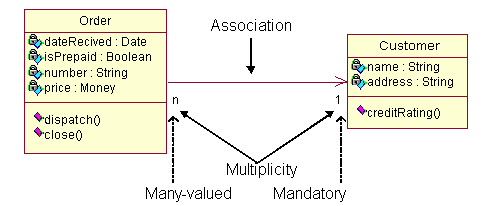 Order
dateRecived : Date
isPrepaid : Boolean
number : String
price : Money
dispatch()
close()
Association
Customer
name : String
address : String
creditRating()
n
1
Multiplicity
Many-valued
Mandatory